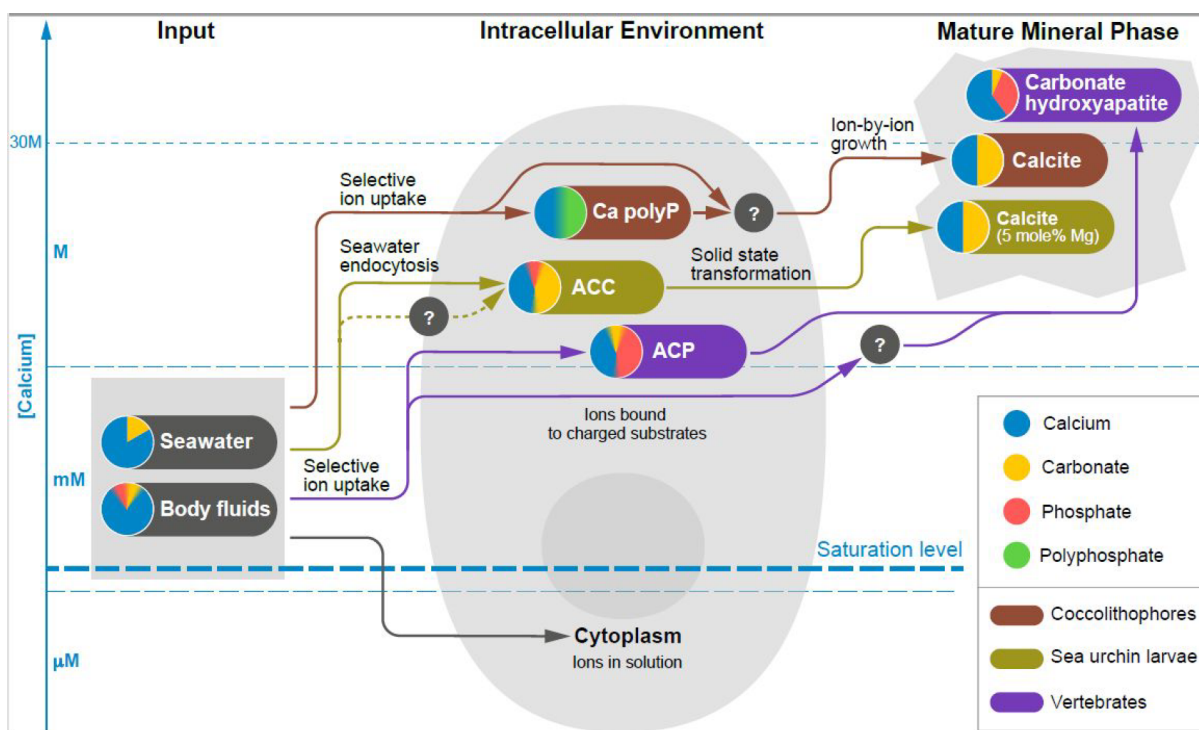 Input
Intracellular Environment
Mature Mineral Phase
[Calcium]
30M
M
mM
μM
Carbonate
hydroxyapatite
Ion-by-ion
growth
Calcite
Selective
ion uptake
Ca polyP
?
Calcite
(5 mole% Mg)
Seawater
endocytosis
Solid state
transformation
ACC
?
ACP
?
Seawater
Ions bound
to charged substrates
Selective
ion uptake
Body fluids
Saturation level
Cytoplasm
Ions in solution
Calcium
Carbonate
Phosphate
Polyphosphate
Coccolithophores
Sea urchin larvae
Vertebrates